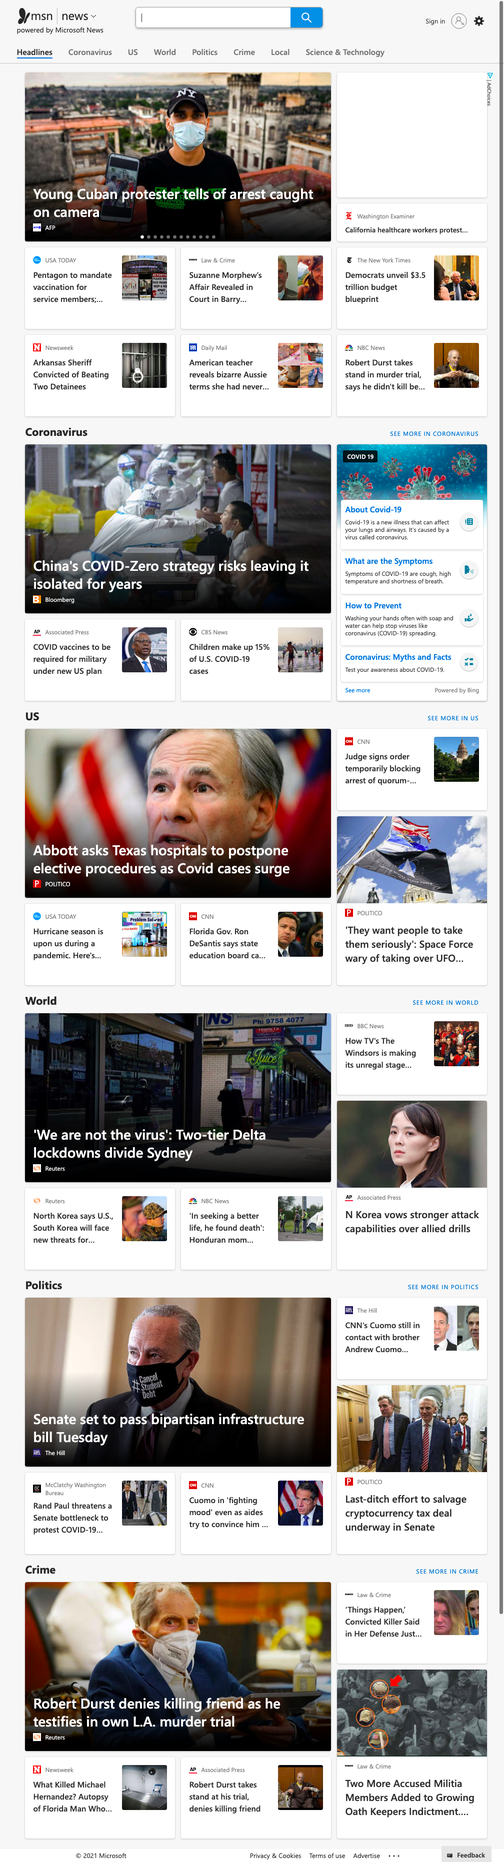 msn | news
powered by Microsoft News
Sign in
Headlines Coronavirus US World Politics Crime Local Science & Technology
AdChoices
NY
Young Cuban protester tells of arrest caught
on camera
AFP
Washington Examiner
California healthcare workers protest...
USA TODAY
Pentagon to mandate
vaccination for
service members;...
Law & Crime
Suzanne Morphew's
Affair Revealed in
Court in Barry...
The New York Times
Democrats unveil $3.5
trillion budget
blueprint
Newsweek
Arkansas Sheriff
Convicted of Beating
Two Detainees
Daily Mail
American teacher
reveals bizarre Aussie
terms she had never...
NBC News
Robert Durst takes
stand in murder trial,
says he didn't kill be...
Coronavirus
SEE MORE IN CORONAVIRUS
China's COVID-Zero strategy risks leaving it
isolated for years
Bloomberg
COVID 19
About Covid-19
Covid-19 is a new illness that can affect
your lungs and airways. It's caused by a
virus called coronavirus.
What are the Symptoms
Symptoms of COVID-19 are cough, high
temperature and shortness of breath.
How to Prevent
Washing your hands often with soap and
water can help stop viruses like
coronavirus (COVID-19) spreading.
Coronavirus: Myths and Facts
Test your awareness about COVID-19.
See more
Powered by Bing
Associated Press
COVID vaccines to be
required for military
under new US plan
CBS News
Children make up 15%
of U.S. COVID-19
cases
US
SEE MORE IN US
Abbott asks Texas hospitals to postpone
elective procedures as Covid cases surge
POLITICO
CNN
Judge signs order
temporarily blocking
arrest of quorum-...
POLITICO
'They want people to take
them seriously': Space Force
wary of taking over UFO...
USA TODAY
Hurricane season is
upon us during a
pandemic. Here's...
Problem Solved
CNN
Florida Gov. Ron
DeSantis says state
education board ca...
World
SEE MORE IN WORLD
NS
Ph: 9758 4077
Juice
'We are not the virus': Two-tier Delta
lockdowns divide Sydney
Reuters
BBC News
How TV's The
Windsors is making
its unregal stage...
Associated Press
N Korea vows stronger attack
capabilities over allied drills
Reuters
North Korea says U.S.,
South Korea will face
new threats for...
NBC News
'In seeking a better
life, he found death':
Honduran mom...
Politics
SEE MORE IN POLITICS
Cancel
Student
Debt
Senate set to pass bipartisan infrastructure
bill Tuesday
The Hill
The Hill
CNN's Cuomo still in
contact with brother
Andrew Cuomo...
POLITICO
Last-ditch effort to salvage
cryptocurrency tax deal
underway in Senate
McClatchy Washington
Bureau
Rand Paul threatens a
Senate bottleneck to
protest COVID-19...
CNN
Cuomo in 'fighting
mood' even as aides
try to convince him ...
Crime
SEE MORE IN CRIME
Robert Durst denies killing friend as he
testifies in own L.A. murder trial
Reuters
Law & Crime
'Things Happen,'
Convicted Killer Said
in Her Defense Just...
Law & Crime
Two More Accused Militia
Members Added to Growing
Oath Keepers Indictment....
Newsweek
What Killed Michael
Hernandez? Autopsy
of Florida Man Who...
Associated Press
Robert Durst takes
stand at his trial,
denies killing friend
© 2021 Microsoft
Privacy & Cookies Terms of use Advertise ...
Feedback